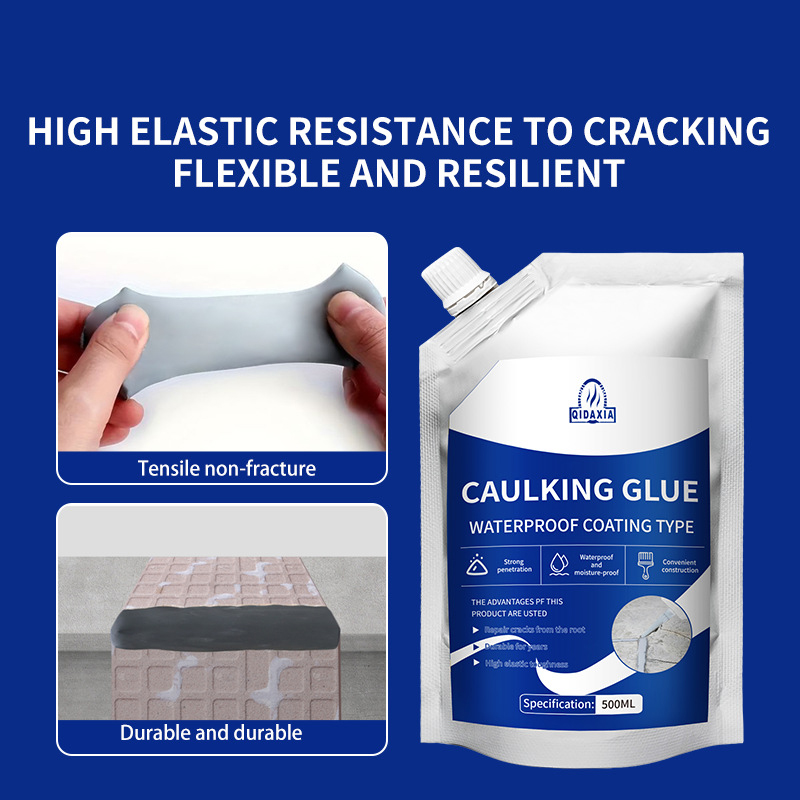 HIGH ELASTIC RESISTANCE TO CRACKING
FLEXIBLE AND RESILIENT
Tensile non-fracture
Durable and durable
QIDAXIA
CAULKING GLUE
WATERPROOF COATING TYPE
Strong
penetration
Waterproof
and
moisture-proof
Convenient
construction
THE ADVANTAGES PF THIS
PRODUCT ARE USTED
Repair cracks from the root
Durable for years
High elastic toughness
Specification: 500ML